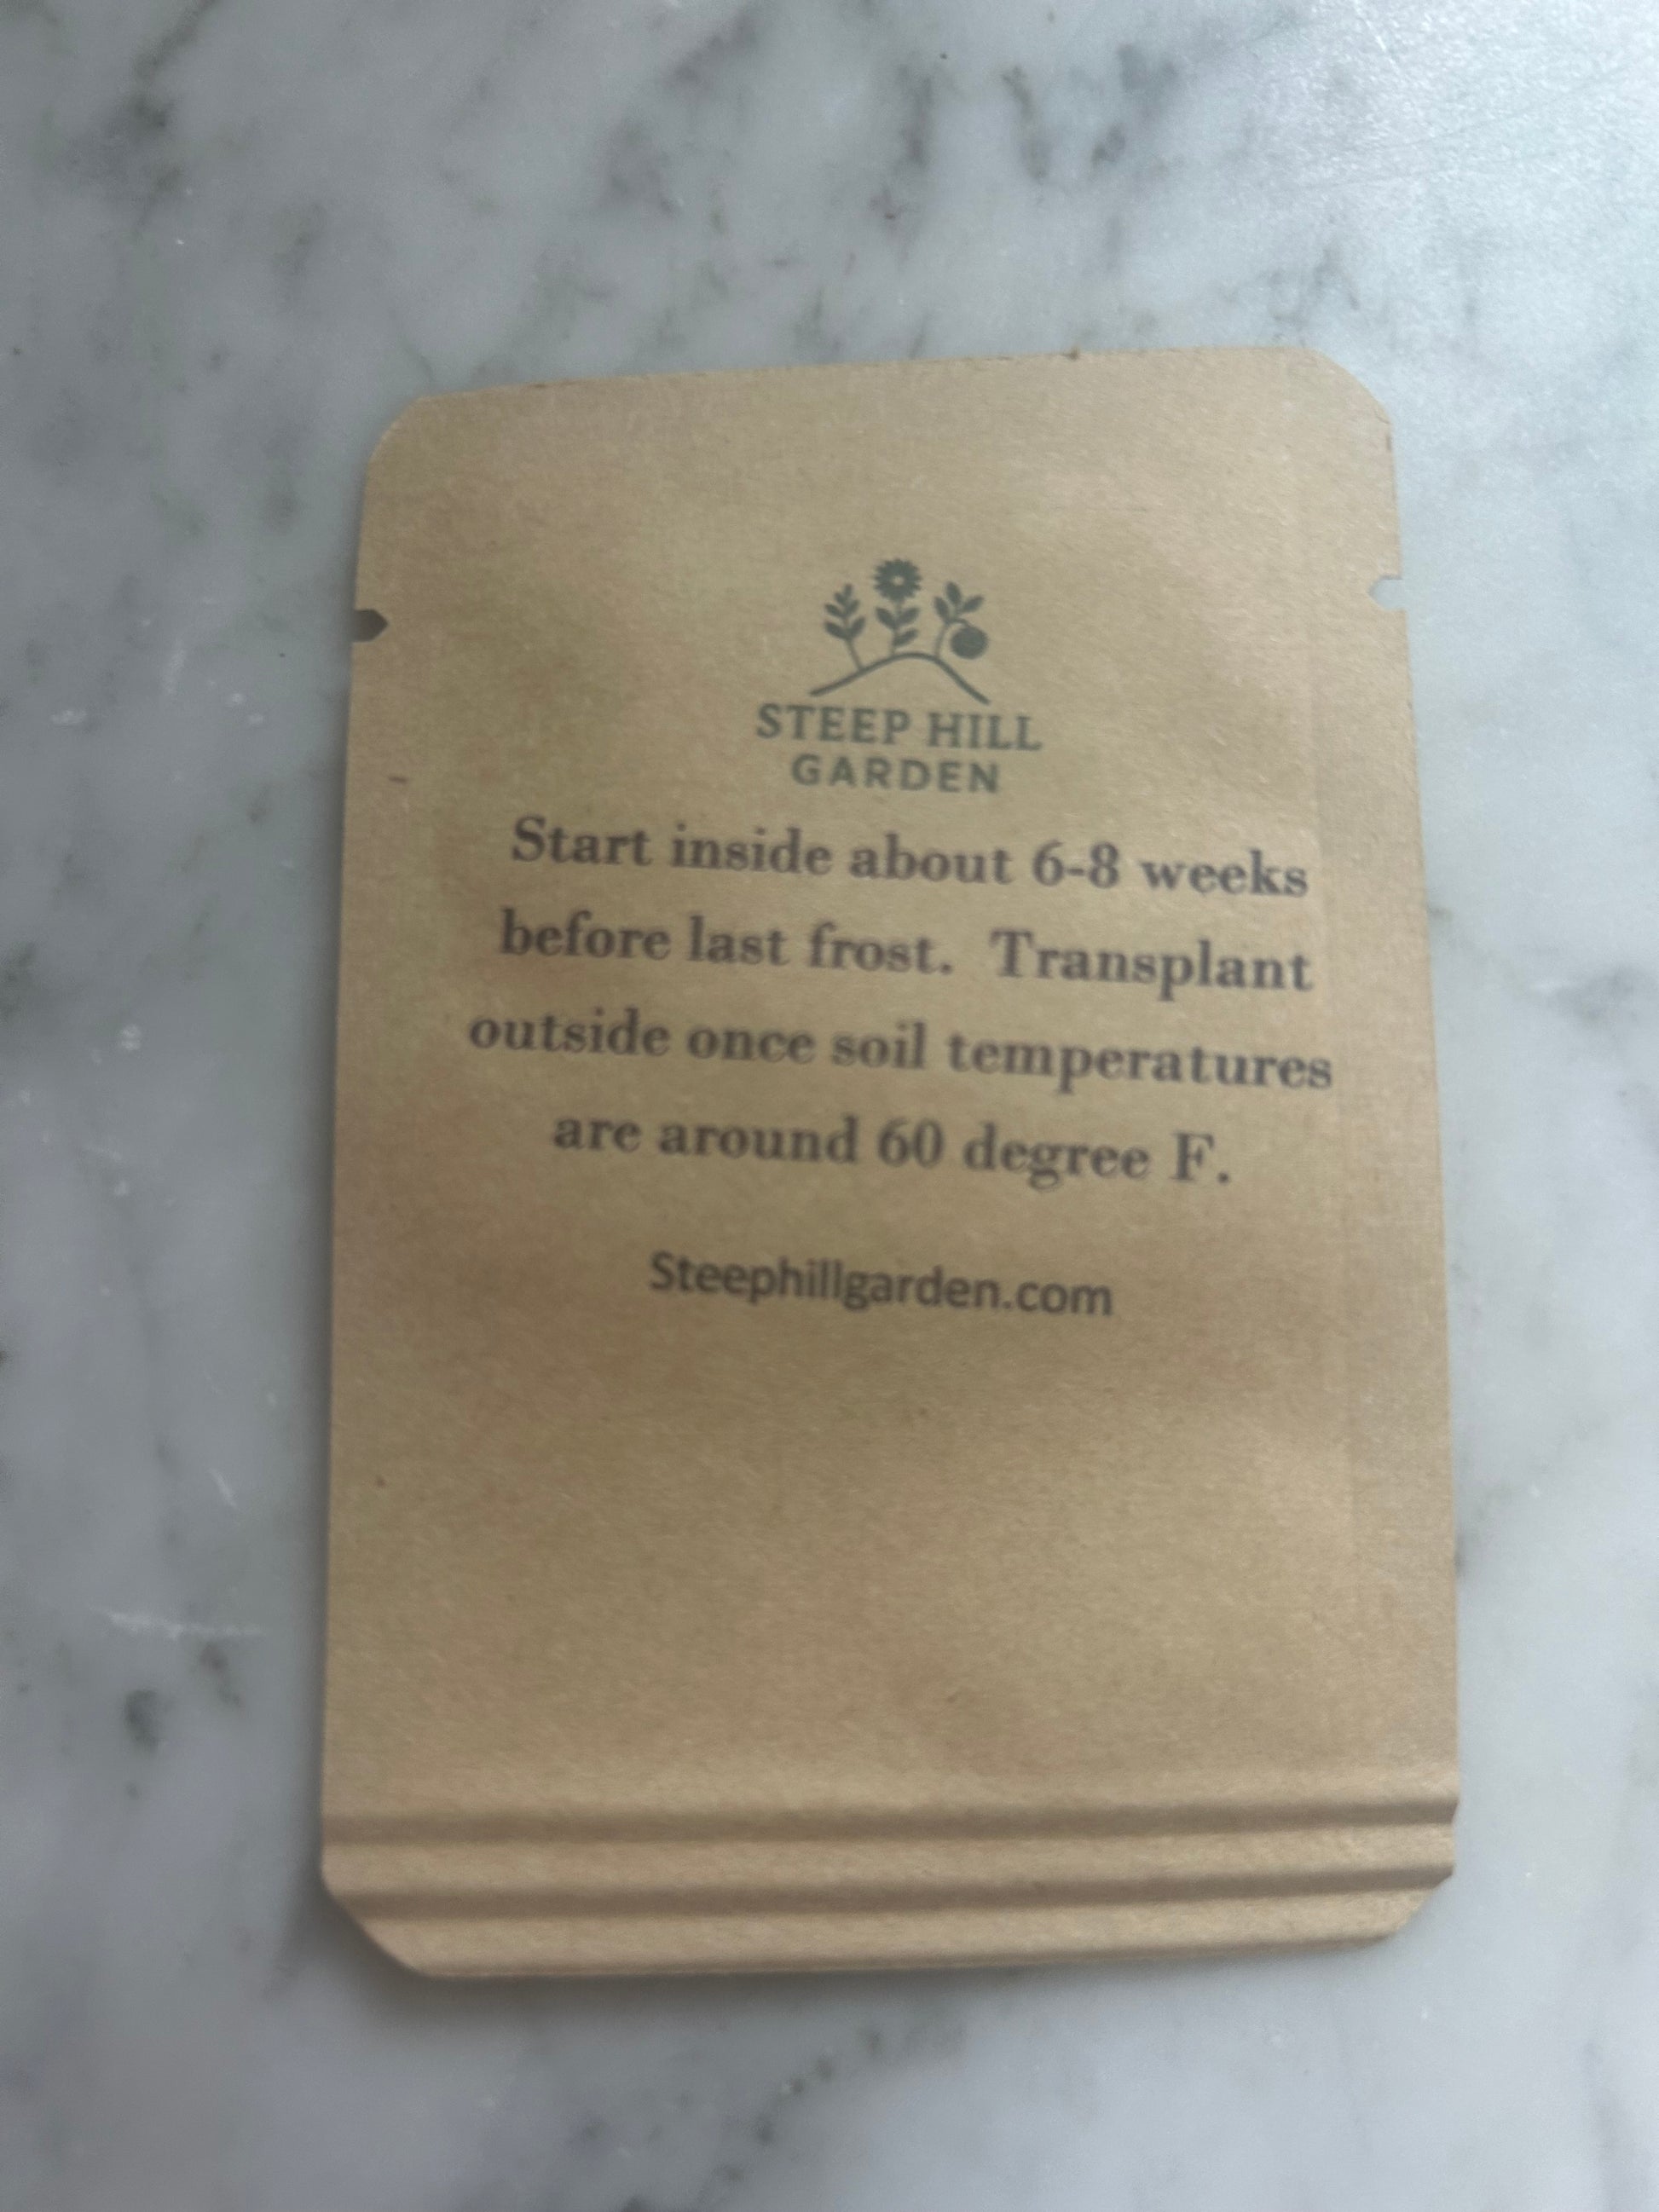 STEEP HILL
GARDEN
Start inside about 6-8 weeks
before last frost.  Transplant
outside once soil temperatures
are around 60 degree F.
Steephillgarden.com